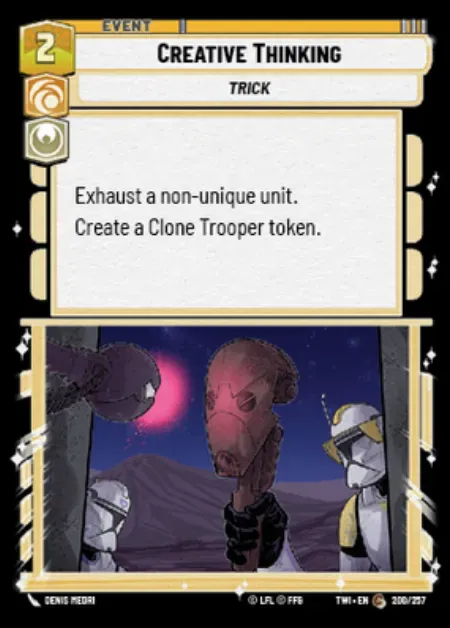 EVENT
2
CREATIVE THINKING
TRICK
Exhaust a non-unique unit.
Create a Clone Trooper token.
DENIS MEDRI
© LFL © FFG
TWI • EN
200/257